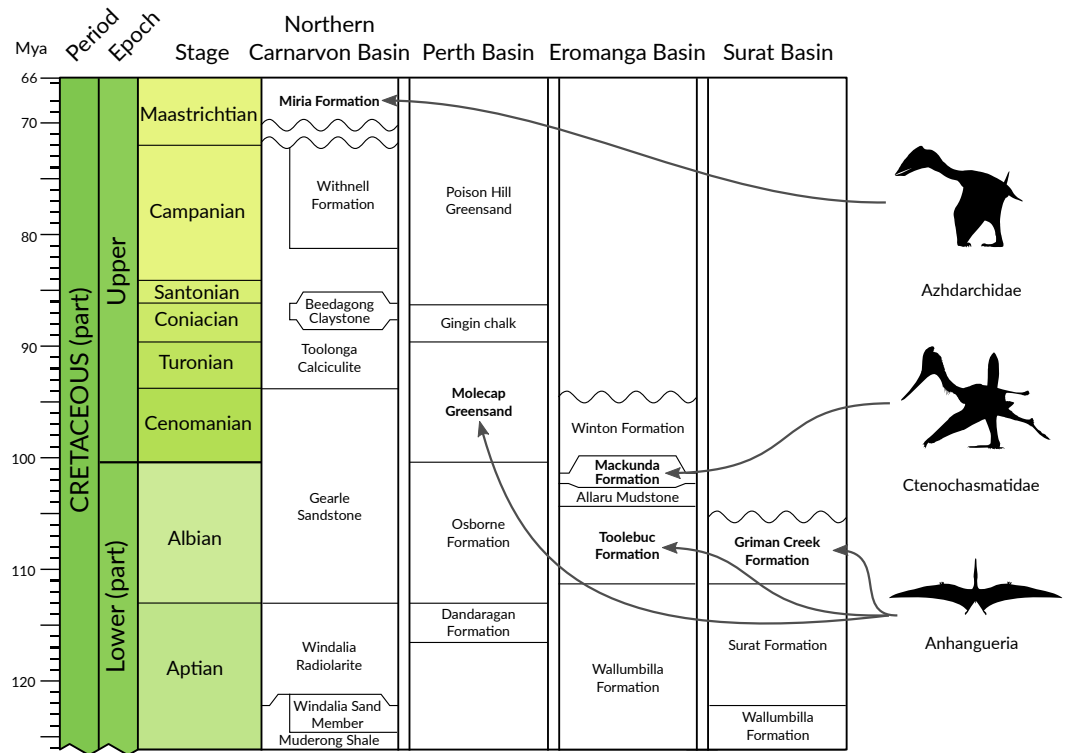 Mya
Period
Epoch
Stage
Northern
Carnarvon Basin
Perth Basin
Eromanga Basin
Surat Basin
66
70
80
90
100
110
120
CRETACEOUS (part)
Upper
Lower (part)
Maastrichtian
Campanian
Santonian
Coniacian
Turonian
Cenomanian
Albian
Aptian
Miria Formation
Withnell
Formation
Beedagong
Claystone
Toolonga
Calciculite
Gearle
Sandstone
Windalia
Radiolarite
Windalia Sand
Member
Muderong Shale
Poison Hill
Greensand
Gingin chalk
Molecap
Greensand
Osborne
Formation
Dandaragan
Formation
Winton Formation
Mackunda
Formation
Allaru Mudstone
Toolebuc
Formation
Wallumbilla
Formation
Griman Creek
Formation
Surat Formation
Wallumbilla
Formation
Azhdarchidae
Ctenochasmatidae
Anhangueria